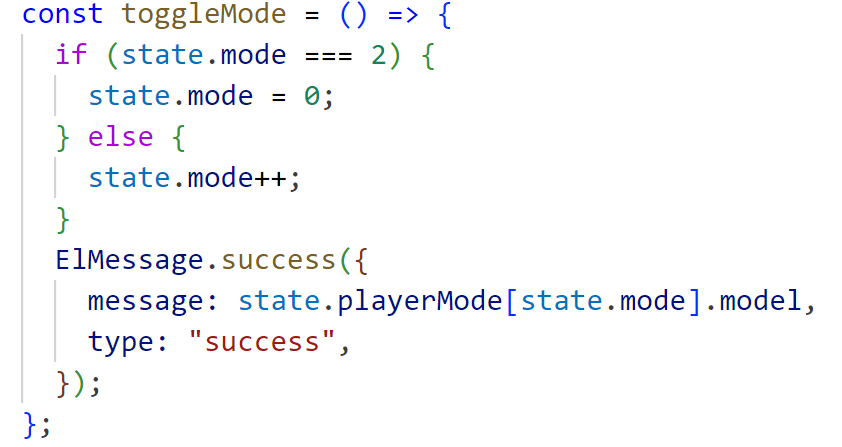 const toggleMode = () => {
  if (state.mode === 2) {
    state.mode = 0;
  } else {
    state.mode++;
  }
  ElMessage.success({
    message: state.playerMode[state.mode].model,
    type: "success",
  });
};